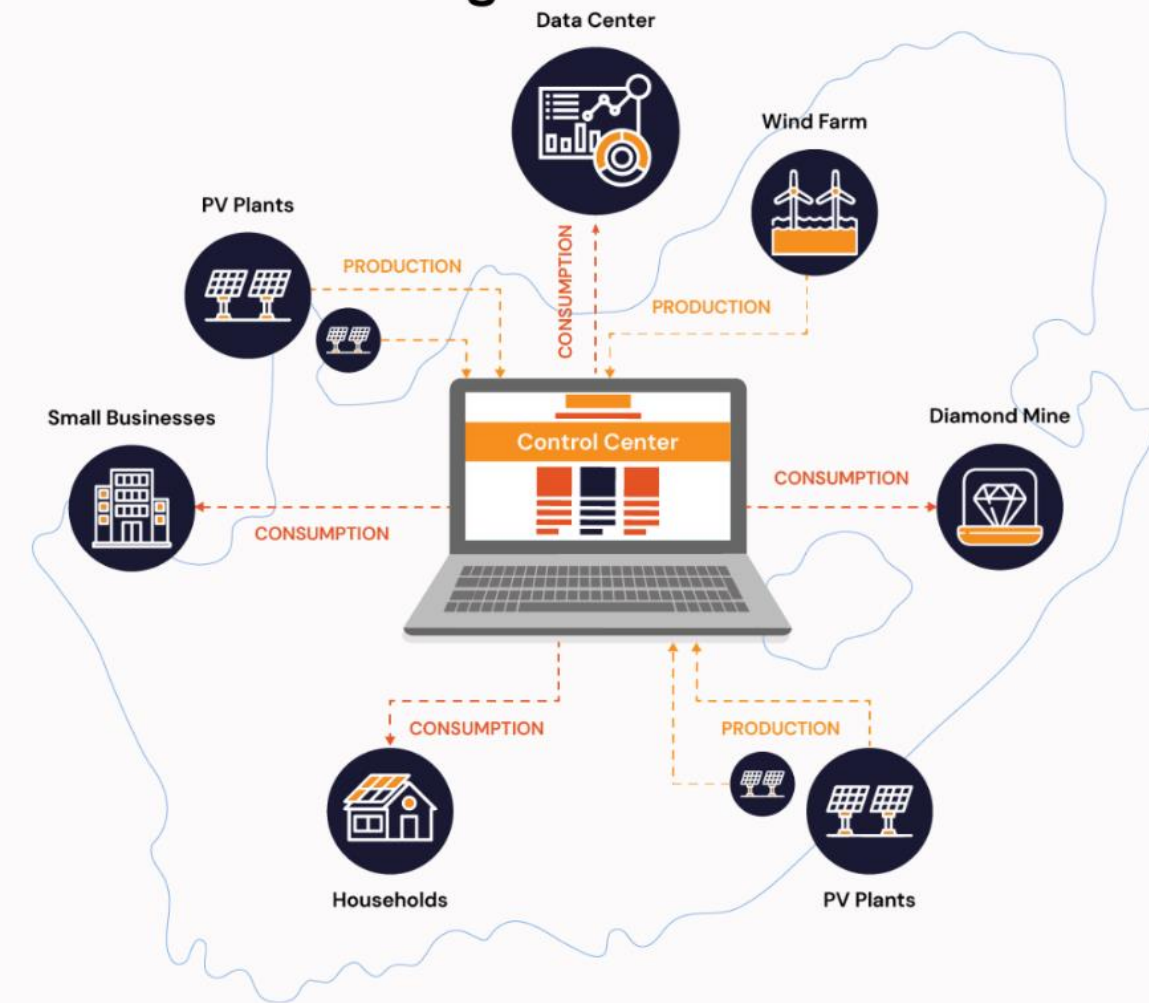 Data Center
Wind Farm
PV Plants
PRODUCTION
CONSUMPTION
PRODUCTION
Small Businesses
Diamond Mine
Control Center
CONSUMPTION
CONSUMPTION
CONSUMPTION
PRODUCTION
Households
PV Plants